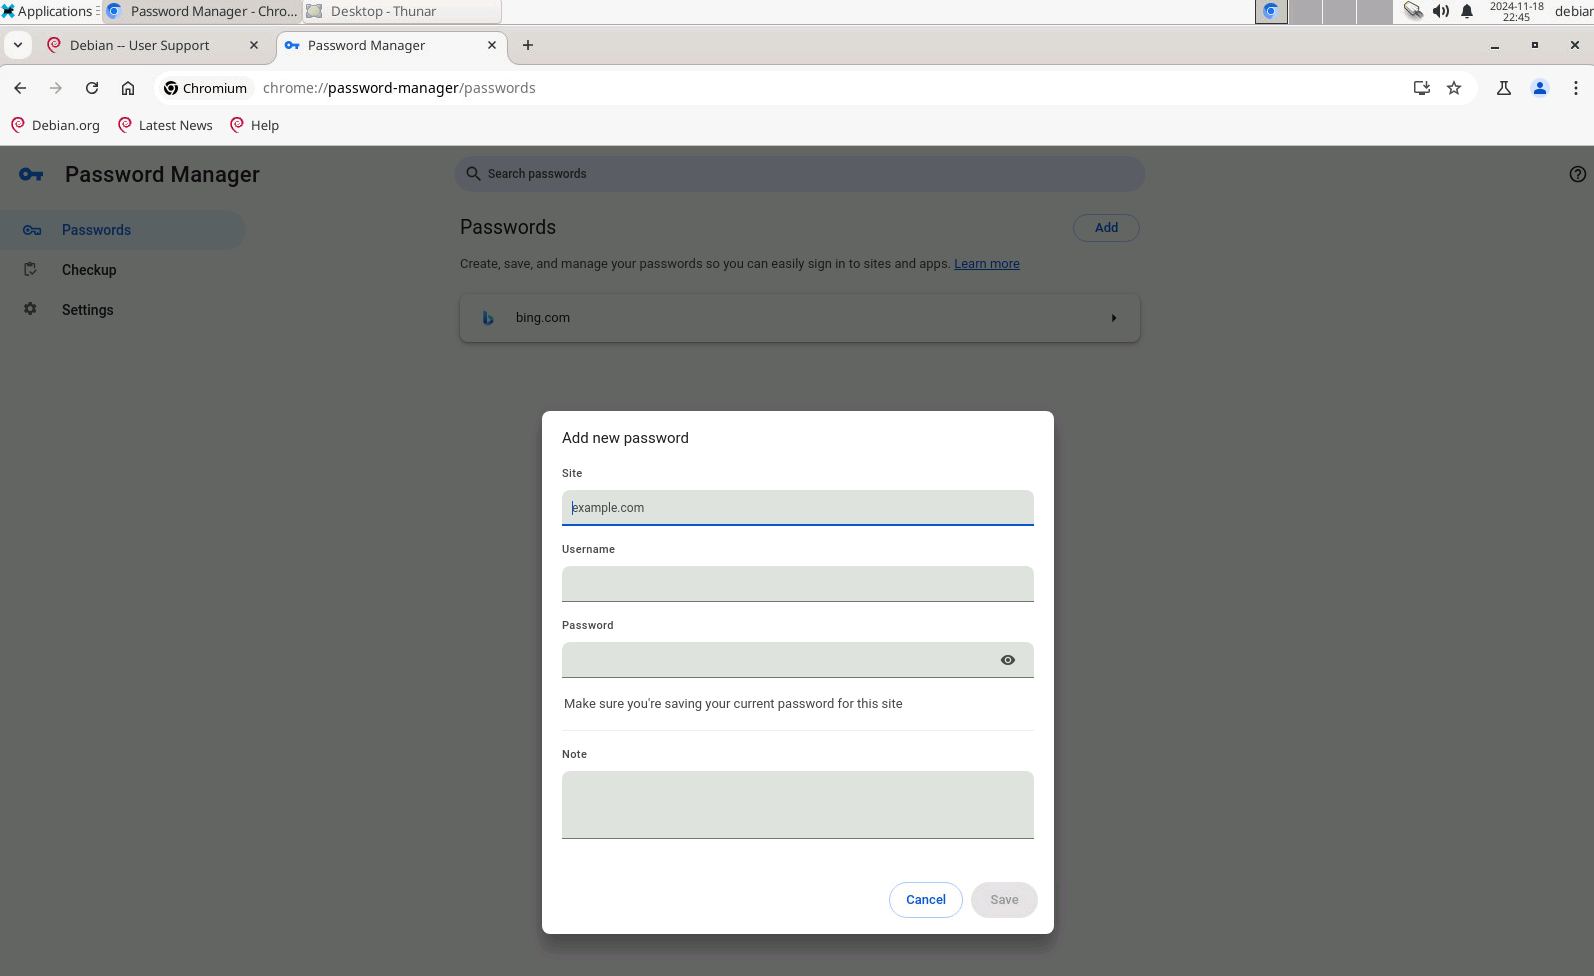 Applications
Password Manager - Chro...
Desktop - Thunar
2024-11-18
22:45
debian
Debian -- User Support
Password Manager
Chromium
chrome://password-manager/passwords
Debian.org
Latest News
Help
Password Manager
Search passwords
Passwords
Checkup
Settings
Passwords
Add
Create, save, and manage your passwords so you can easily sign in to sites and apps. Learn more
bing.com
Add new password
Site
example.com
Username
Password
Make sure you're saving your current password for this site
Note
Cancel
Save